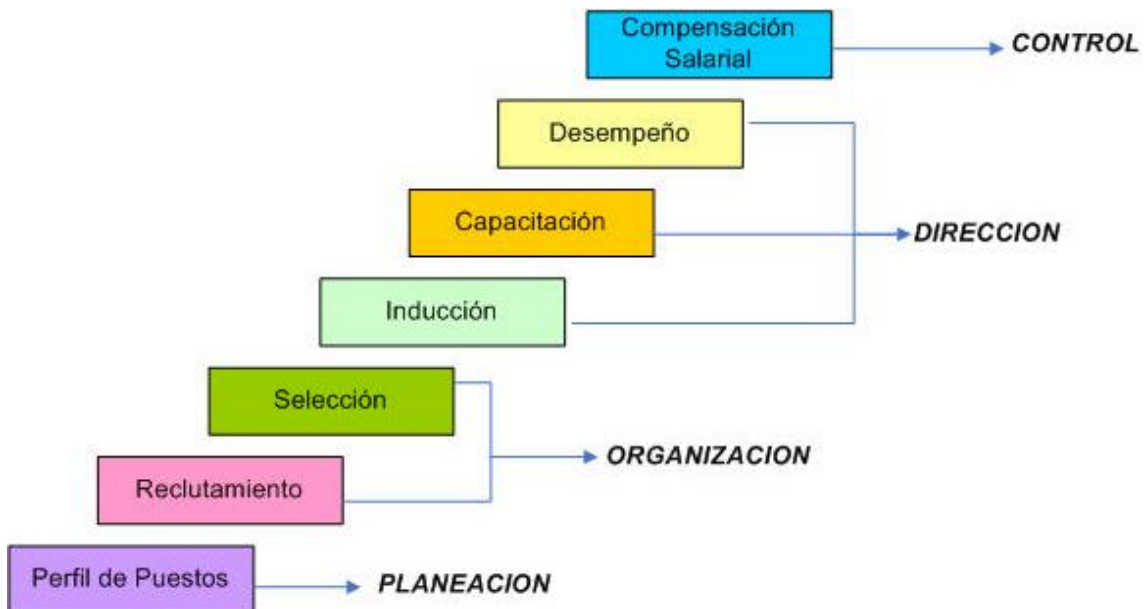 Compensación
Salarial
CONTROL
Desempeño
Capacitación
DIRECCION
Inducción
Selección
ORGANIZACION
Reclutamiento
Perfil de Puestos
PLANEACION